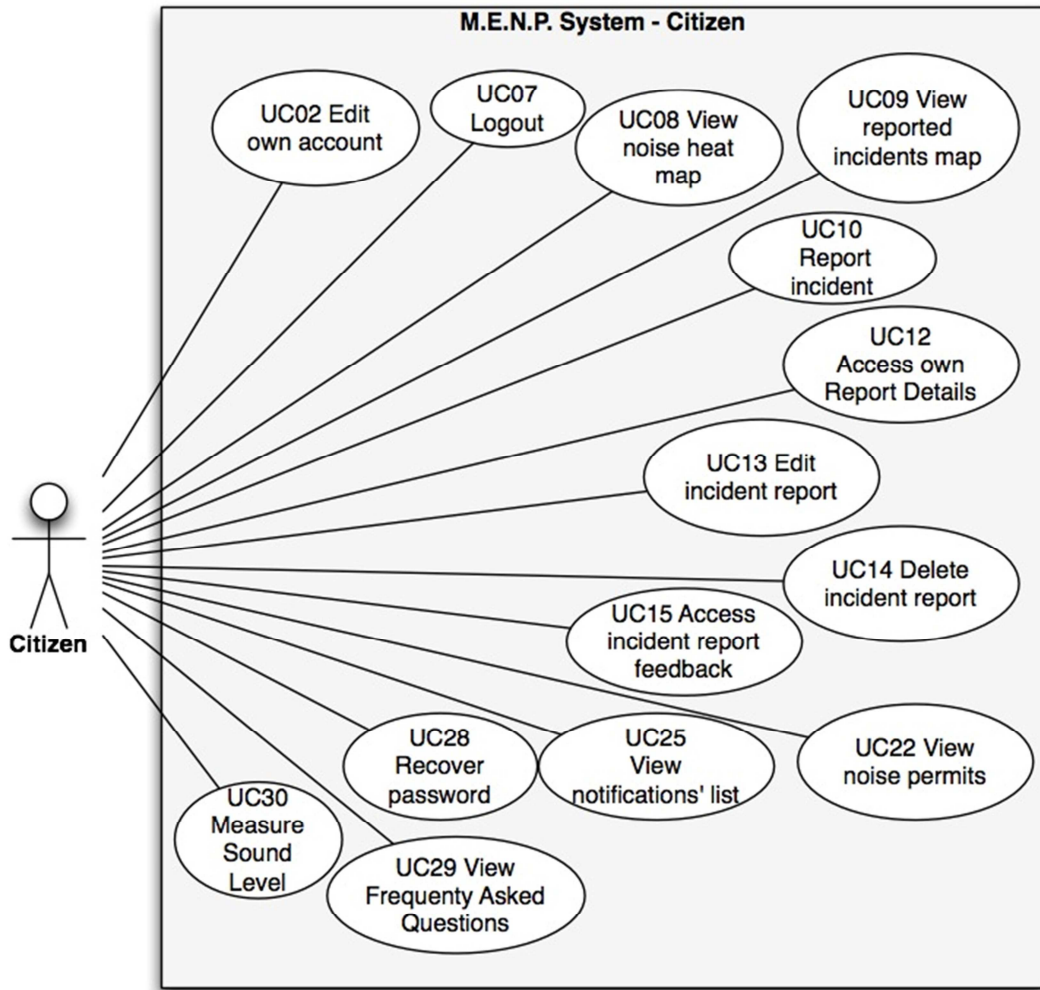 M.E.N.P. System - Citizen
UC02 Edit
own account
UC07
Logout
UC08 View
noise heat
map
UC09 View
reported
incidents map
UC10
Report
incident
UC12
Access own
Report Details
UC13 Edit
incident report
UC14 Delete
incident report
UC15 Access
incident report
feedback
Citizen
UC28
Recover
password
UC25
View
notifications' list
UC22 View
noise permits
UC30
Measure
Sound
Level
UC29 View
Frequenty Asked
Questions